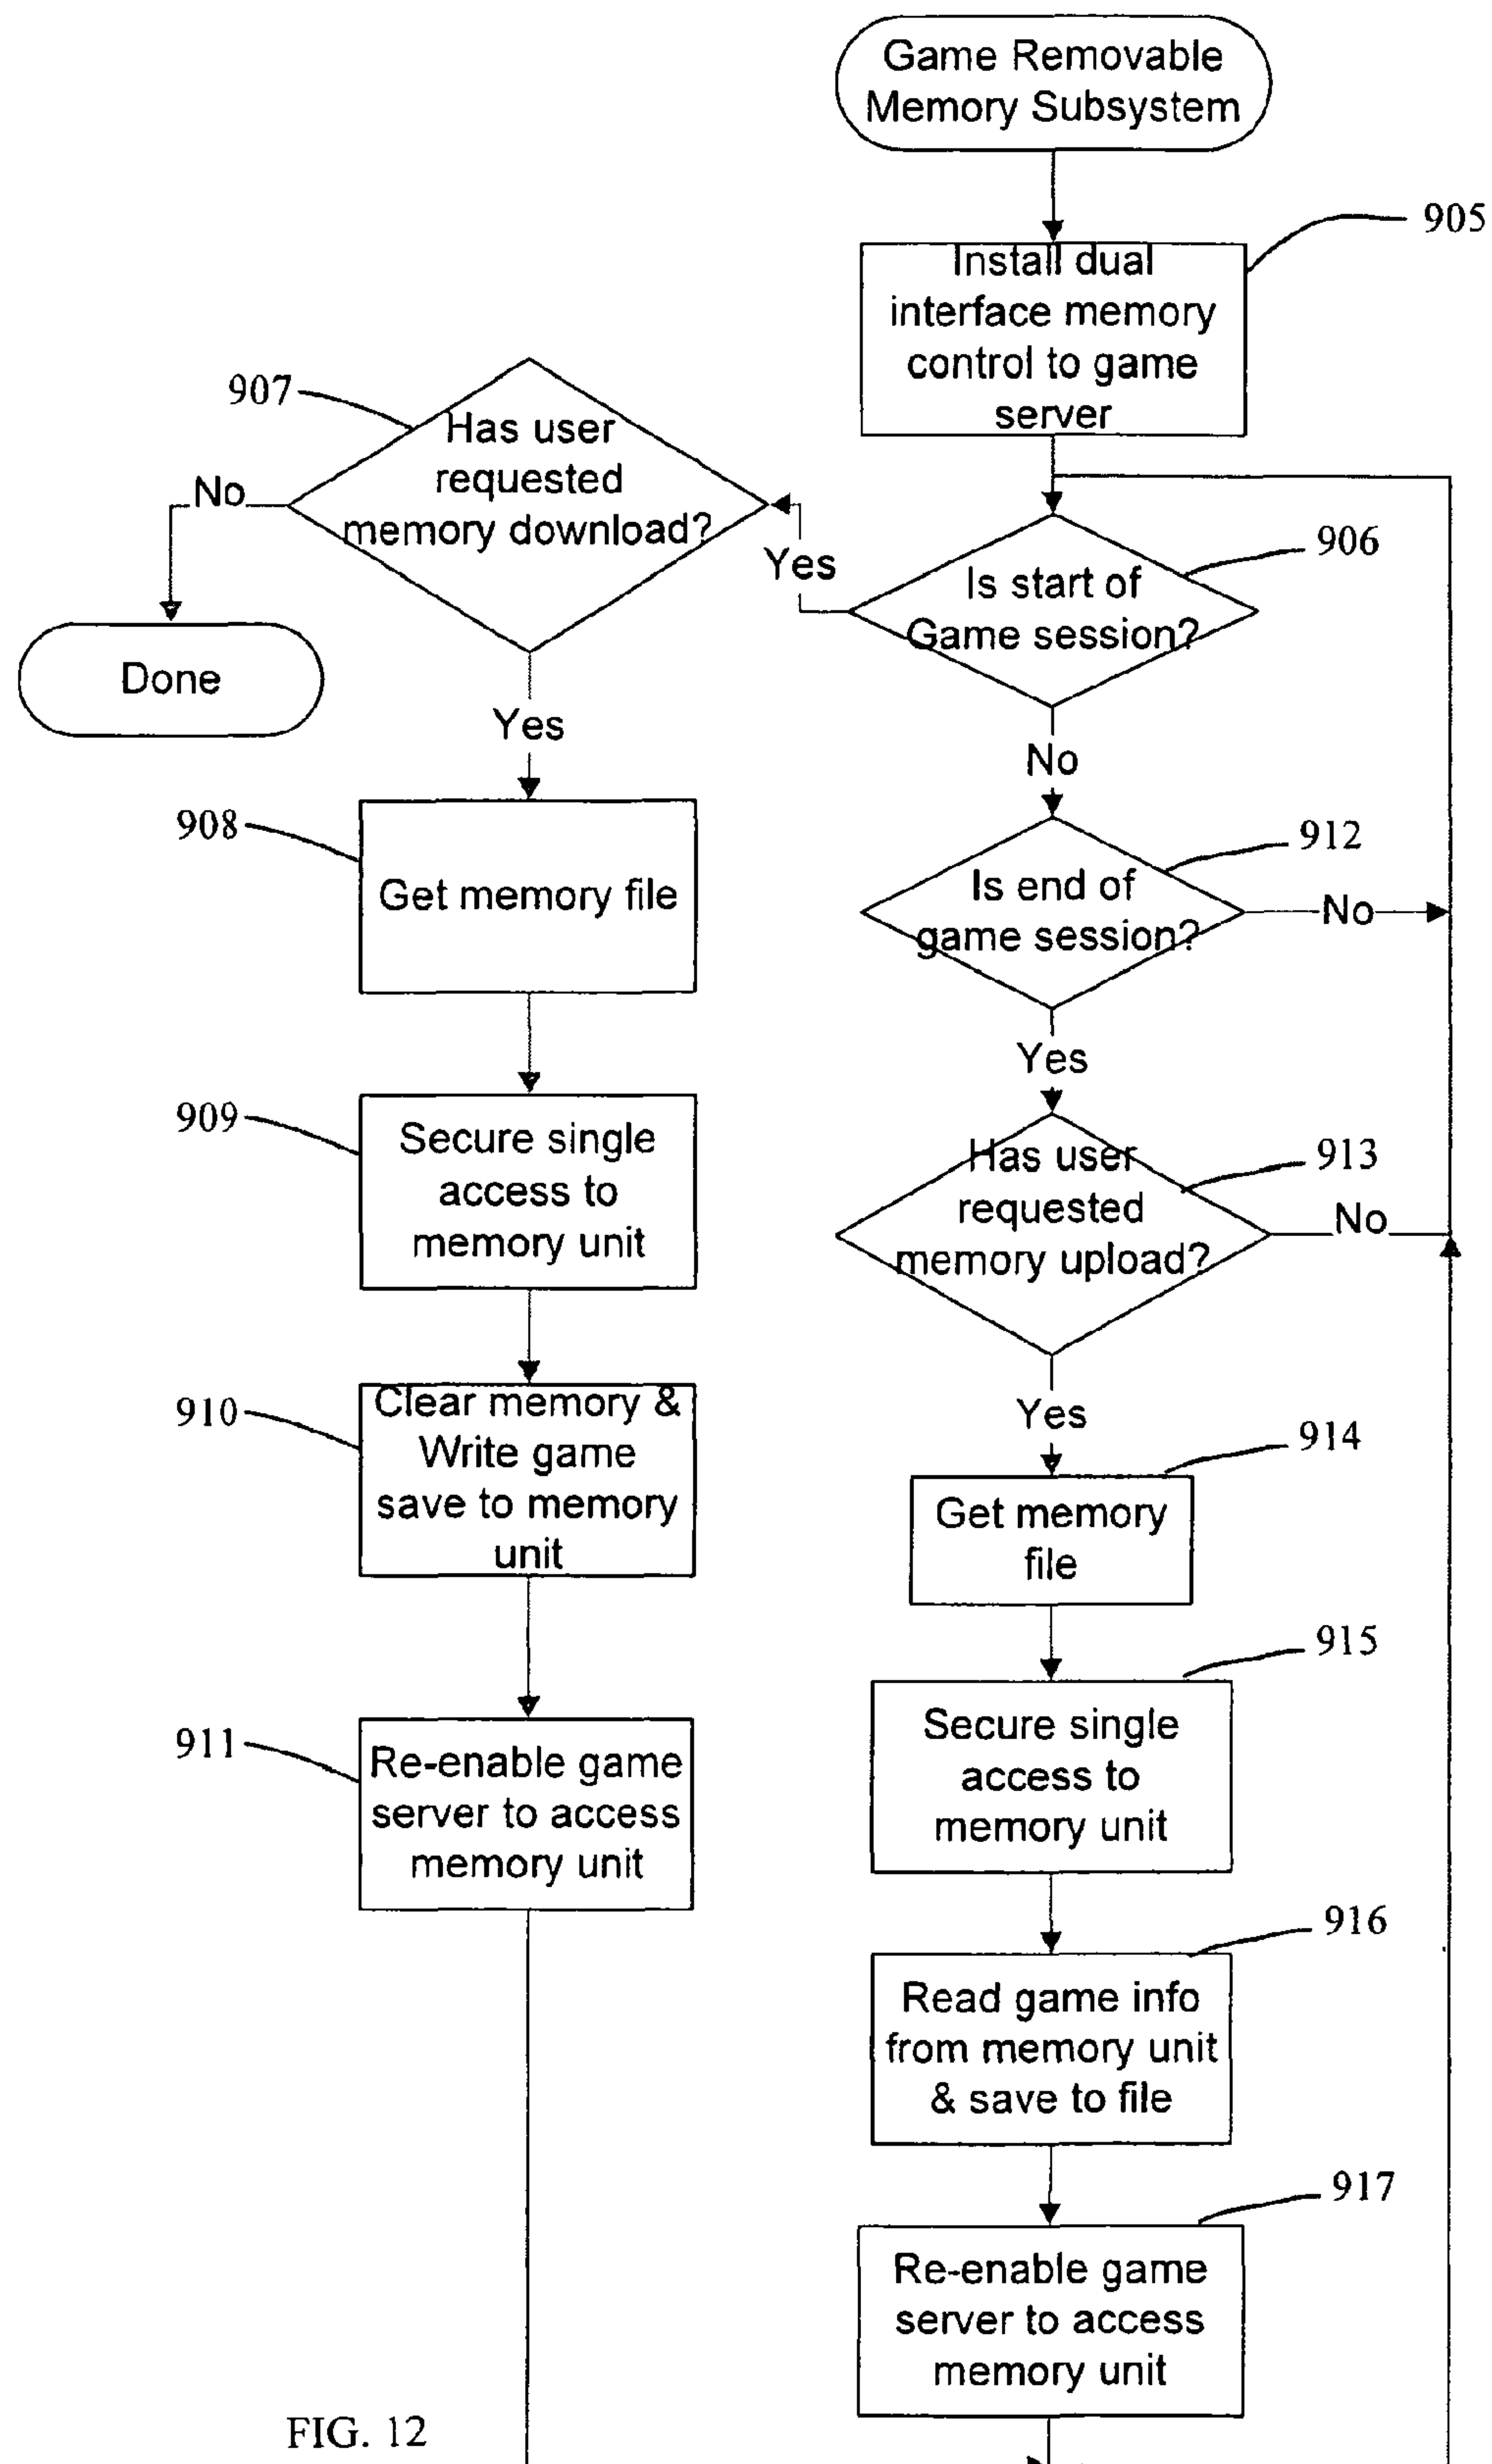 Game Removable
Memory Subsystem
905
Install dual
interface memory
control to game
server
907
Has user
requested
memory download?
No
Yes
906
Is start of
Game session?
Done
Yes
No
908
Get memory file
912
Is end of
game session?
No
Yes
909
Secure single
access to
memory unit
913
Has user
requested
memory upload?
No
Yes
910
Clear memory &
Write game
save to memory
unit
914
Get memory
file
911
Re-enable game
server to access
memory unit
915
Secure single
access to
memory unit
916
Read game info
from memory unit
& save to file
917
Re-enable game
server to access
memory unit
FIG. 12